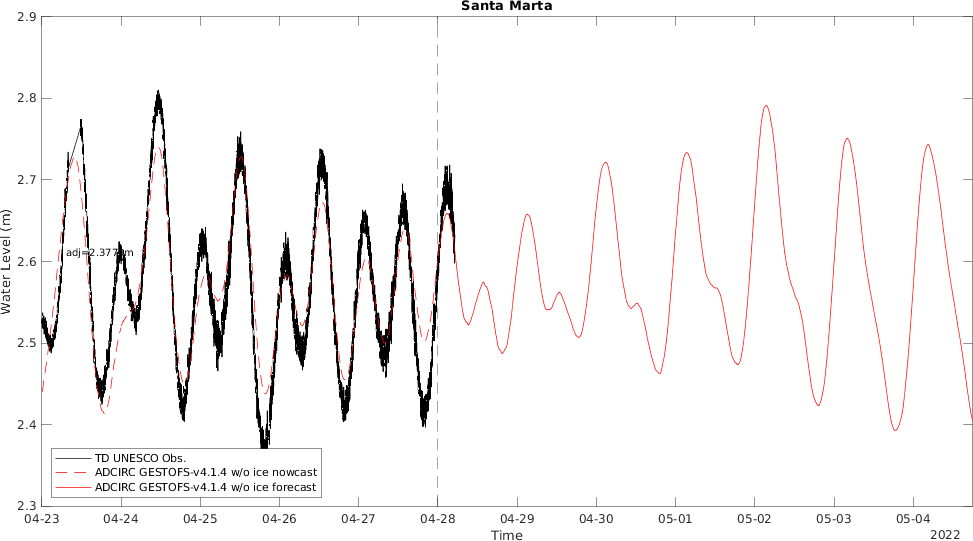 Santa Marta
2.9
2.8
2.7
2.6
2.5
2.4
2.3
Water Level (m)
TD UNESCO Obs.
ADCIRC GESTOFS-v4.1.4 w/o ice nowcast
ADCIRC GESTOFS-v4.1.4 w/o ice forecast
04-23 04-24 04-25 04-26 04-27 04-28 04-29 04-30 05-01 05-02 05-03 05-04
Time
2022